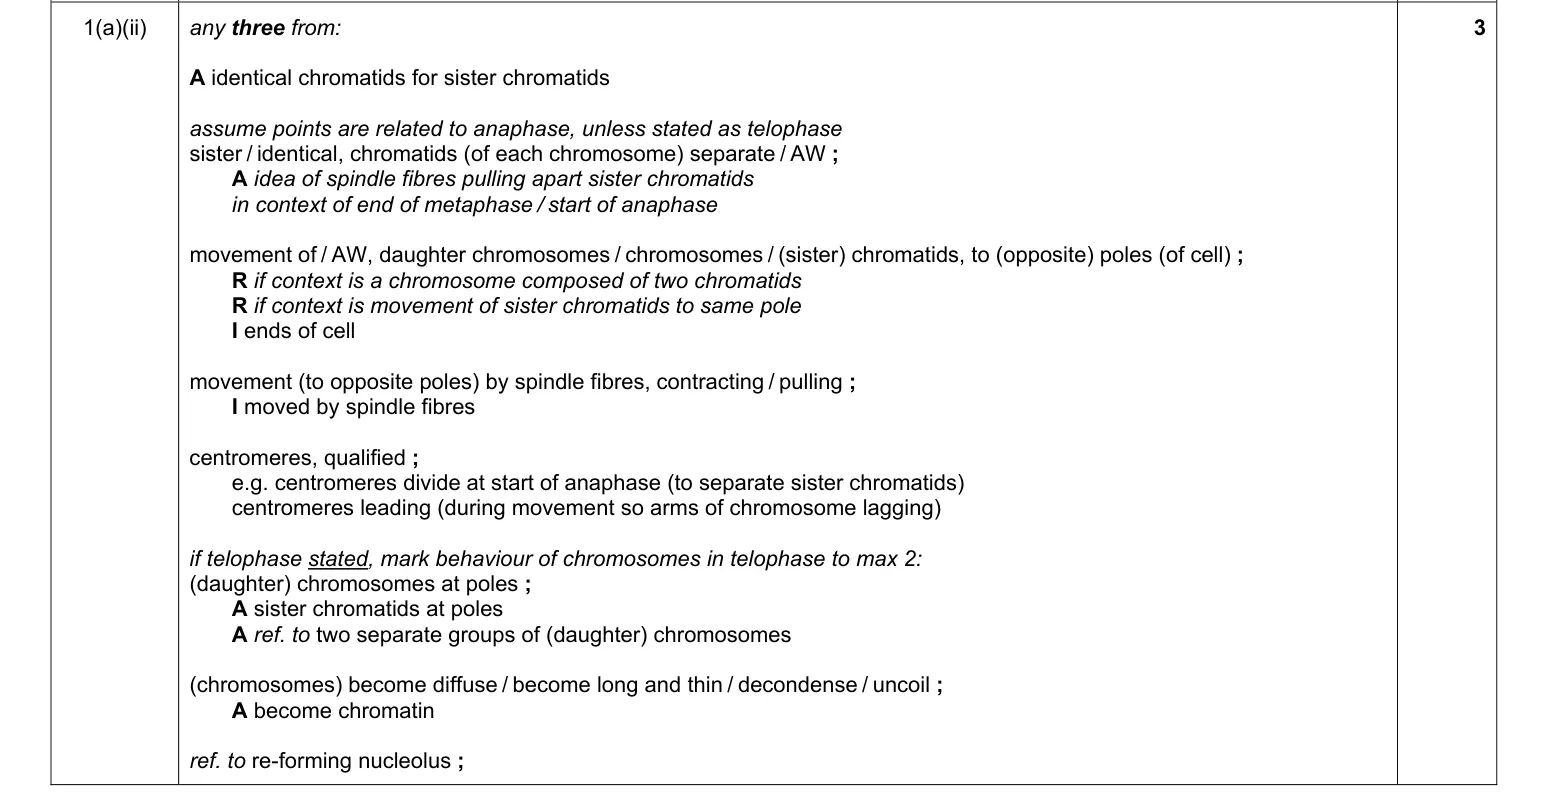 1(a)(ii) any three from: 3
A identical chromatids for sister chromatids
assume points are related to anaphase, unless stated as telophase
sister / identical, chromatids (of each chromosome) separate / AW ;
A idea of spindle fibres pulling apart sister chromatids
in context of end of metaphase / start of anaphase
movement of / AW, daughter chromosomes / chromosomes / (sister) chromatids, to (opposite) poles (of cell) ;
R if context is a chromosome composed of two chromatids
R if context is movement of sister chromatids to same pole
I ends of cell
movement (to opposite poles) by spindle fibres, contracting / pulling ;
I moved by spindle fibres
centromeres, qualified ;
e.g. centromeres divide at start of anaphase (to separate sister chromatids)
centromeres leading (during movement so arms of chromosome lagging)
if telophase stated, mark behaviour of chromosomes in telophase to max 2:
(daughter) chromosomes at poles ;
A sister chromatids at poles
A ref. to two separate groups of (daughter) chromosomes
(chromosomes) become diffuse / become long and thin / decondense / uncoil ;
A become chromatin
ref. to re-forming nucleolus ;